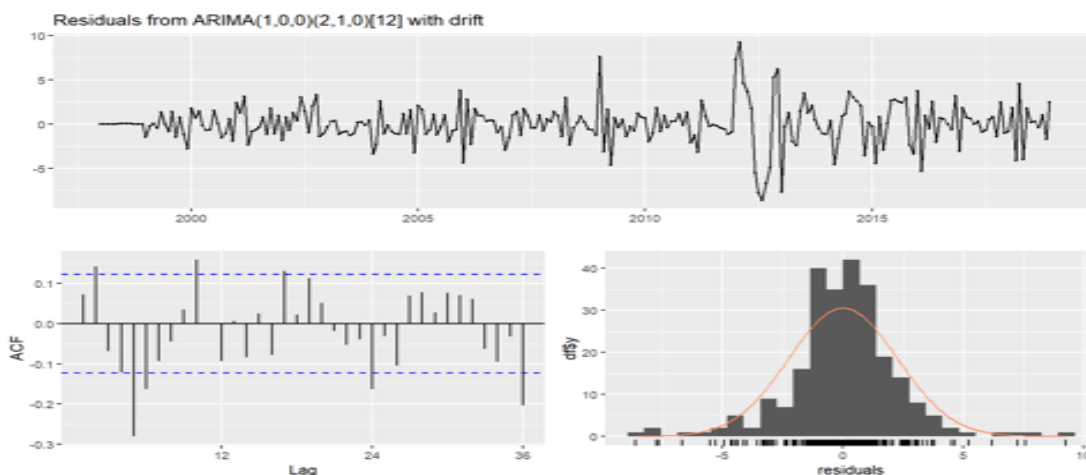 Residuals from ARIMA(1,0,0)(2,1,0)[12] with drift
10
5
0
-5
2000 2005 2010 2015
0.1
0.0
-0.1
-0.2
-0.3
ACF
12 24 36
Lag
40
30
20
10
0
df$y
-5 0 5 10
residuals